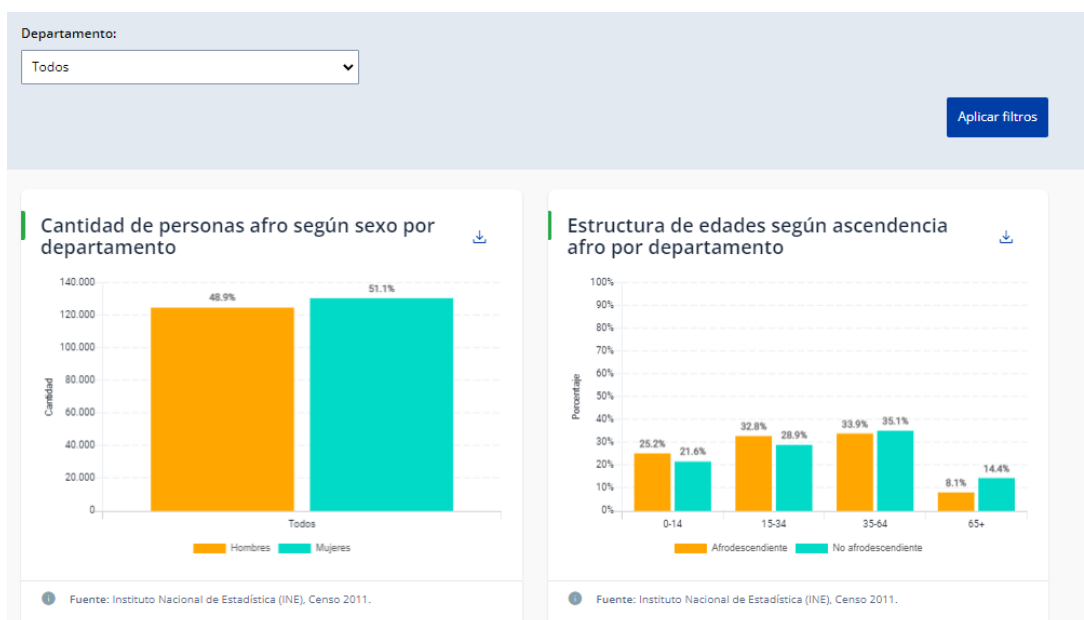 Departamento:
Todos
Aplicar filtros
Cantidad de personas afro según sexo por
departamento
140.000
120.000
100.000
80.000
60.000
40.000
20.000
0
Cantidad
48.9%
51.1%
Todos
Hombres
Mujeres
Fuente: Instituto Nacional de Estadística (INE), Censo 2011.
Estructura de edades según ascendencia
afro por departamento
100%
90%
80%
70%
60%
50%
40%
30%
20%
10%
0%
Porcentaje
25.2%
21.6%
32.8%
28.9%
33.9%
35.1%
8.1%
14.4%
0-14
15-34
35-64
65+
Afrodescendiente
No afrodescendiente
Fuente: Instituto Nacional de Estadística (INE), Censo 2011.